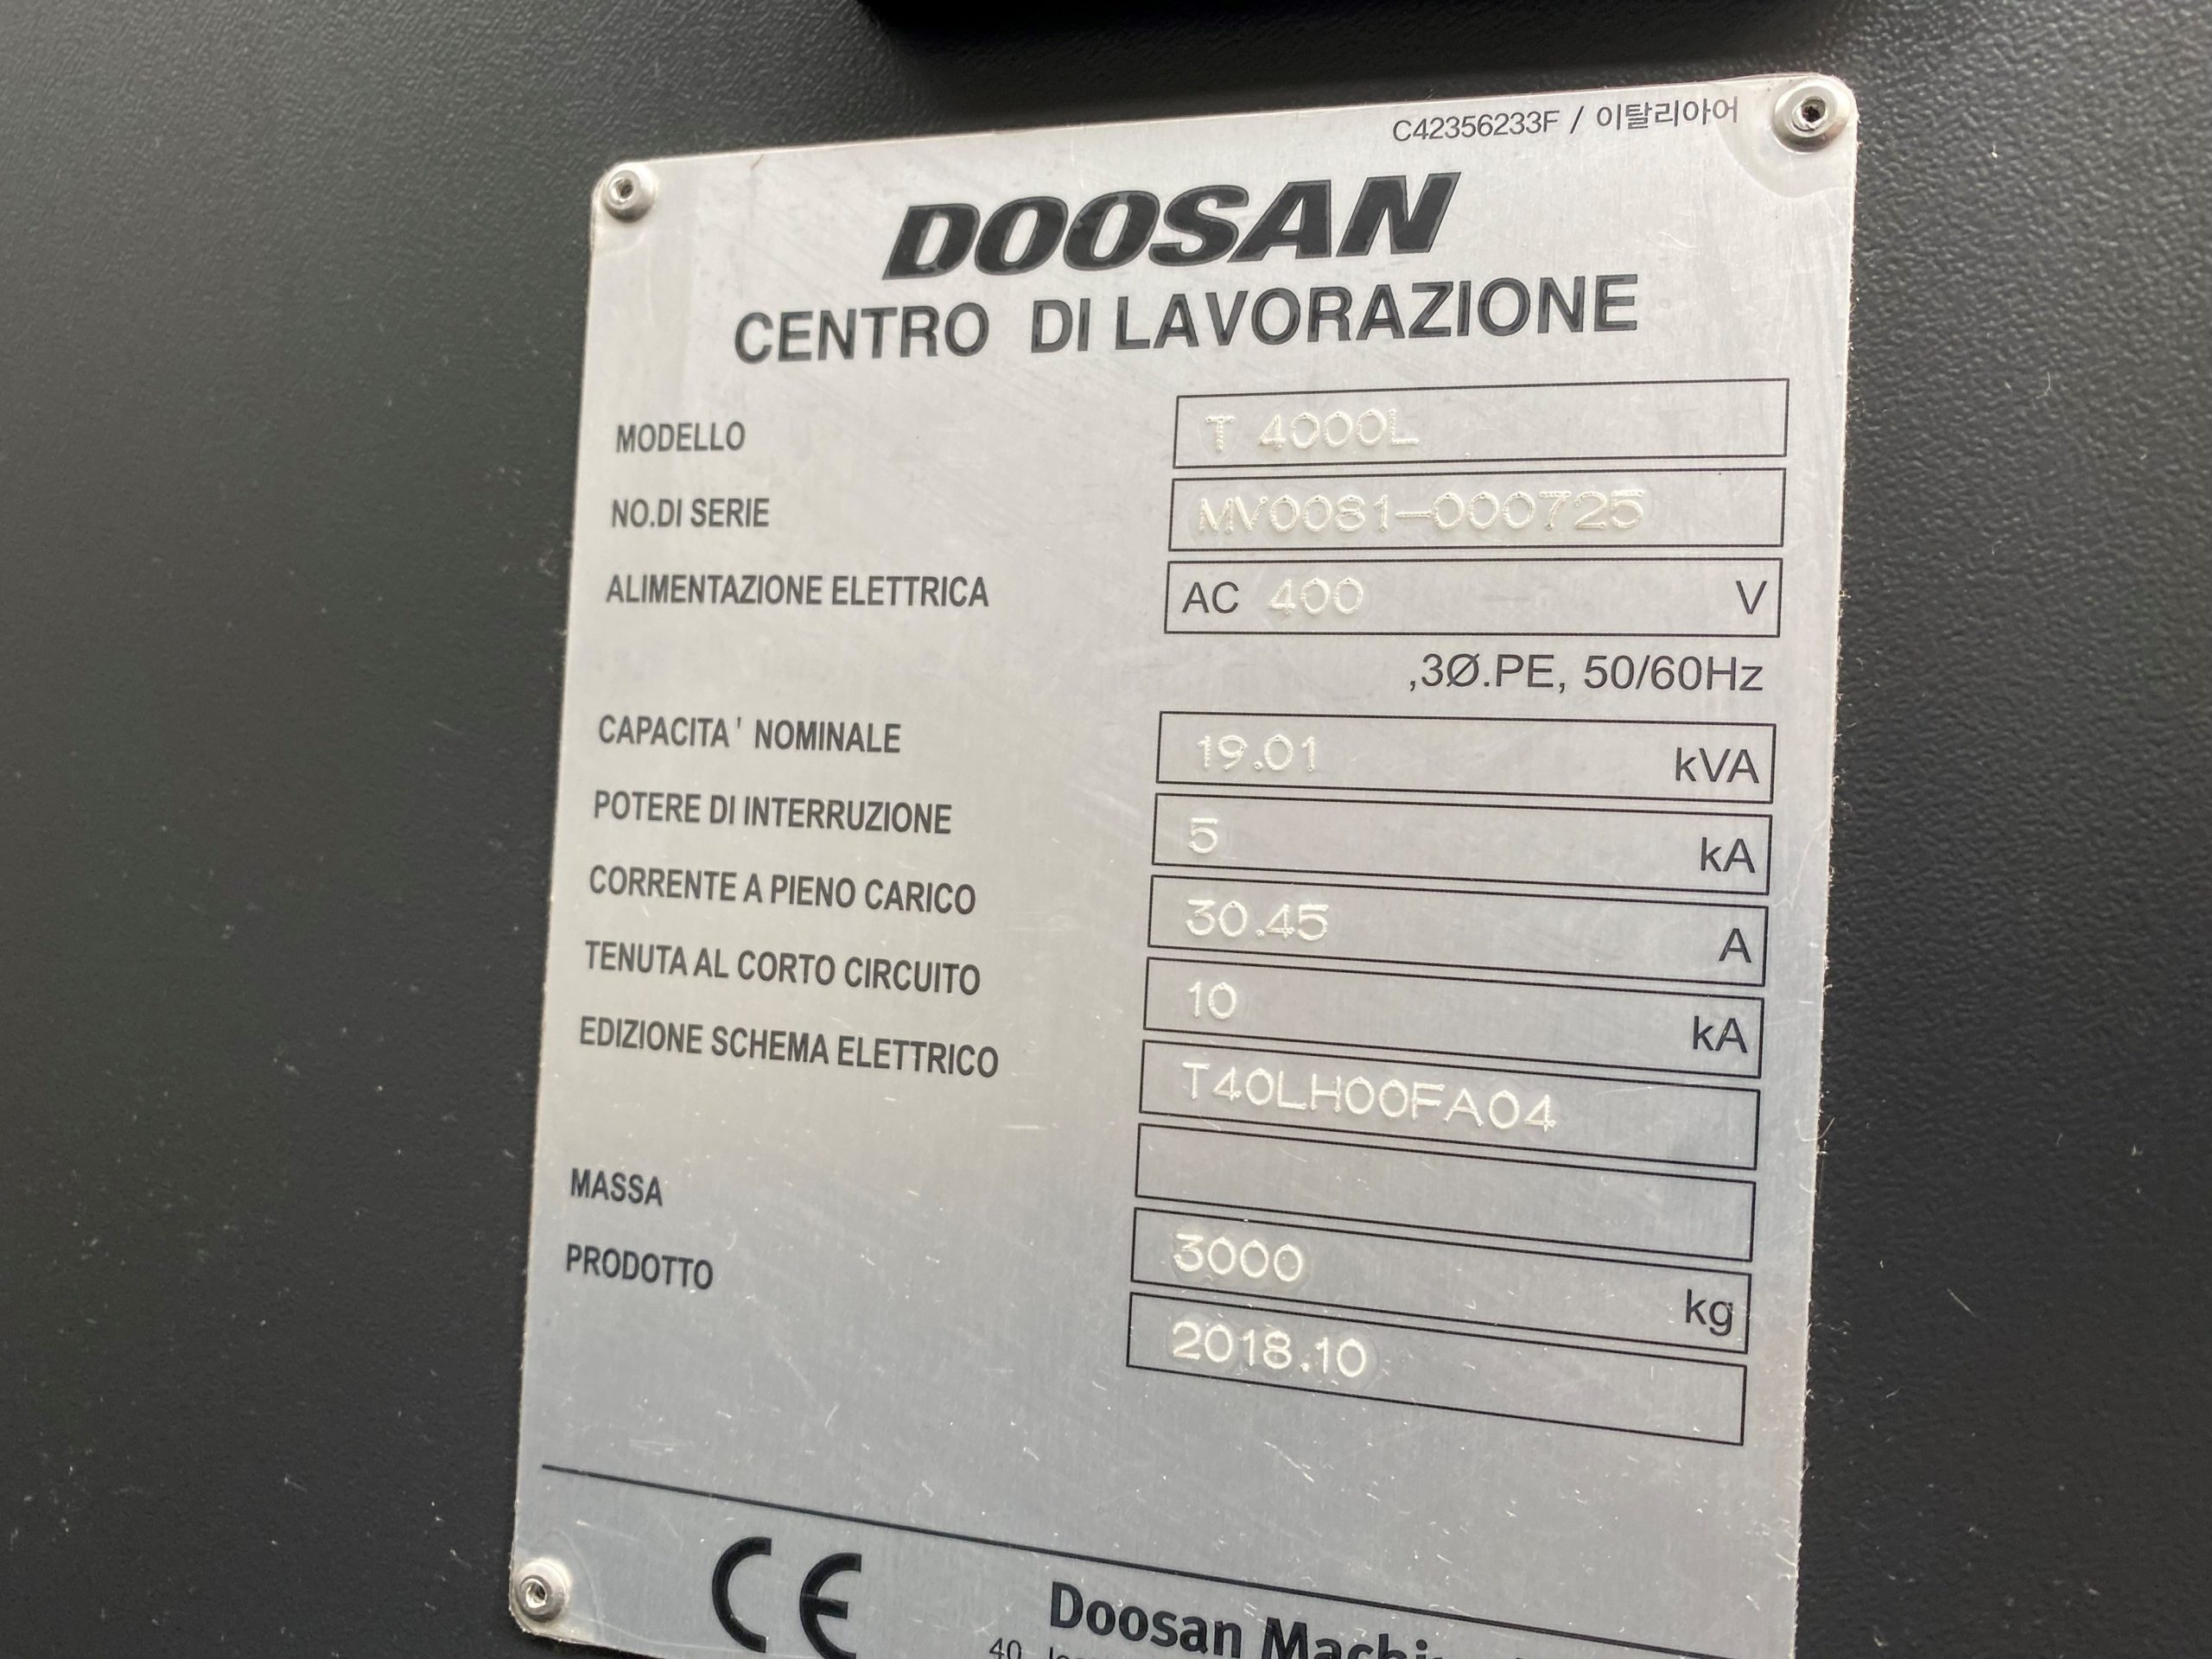 C42356233F / 이탈리아어
DOOSAN
CENTRO DI LAVORAZIONE
MODELLO T 4000L
NO.DI SERIE MV0081-000725
ALIMENTAZIONE ELETTRICA AC 400 V
,3Ø.PE, 50/60Hz
CAPACITA' NOMINALE 19.01 kVA
POTERE DI INTERRUZIONE 5 kA
CORRENTE A PIENO CARICO 30.45 A
TENUTA AL CORTO CIRCUITO 10 kA
EDIZIONE SCHEMA ELETTRICO T40LH00FA04
MASSA 3000 kg
PRODOTTO 2018.10
CE Doosan
40